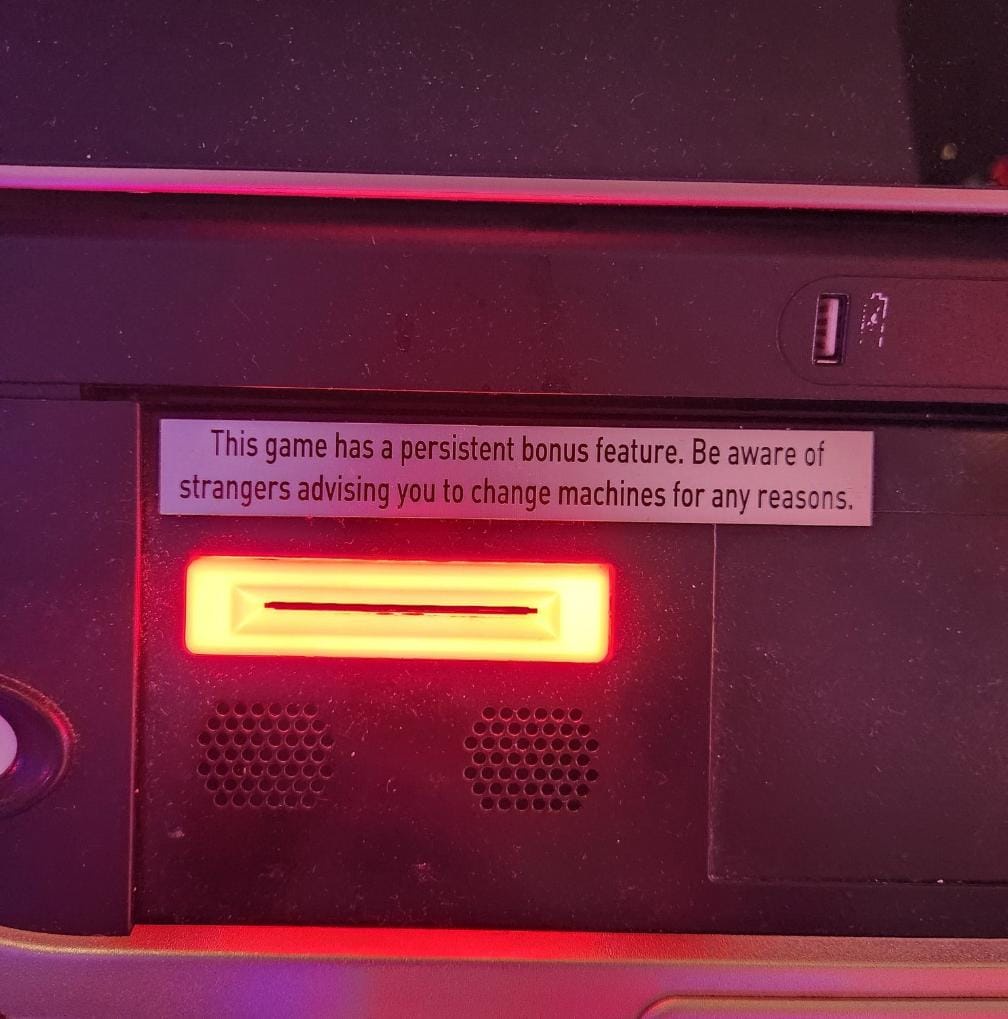 This game has a persistent bonus feature. Be aware of
strangers advising you to change machines for any reasons.